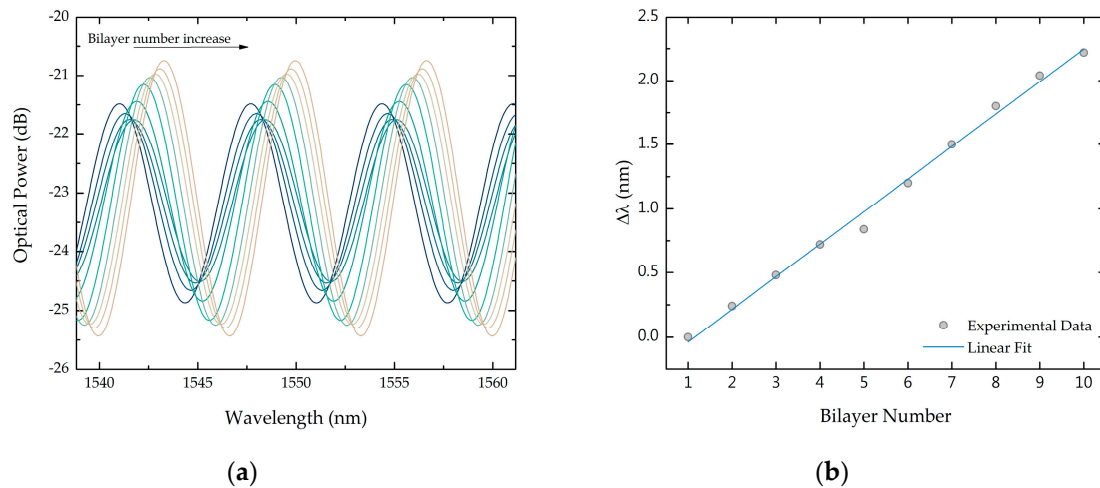 Bilayer number increase
Optical Power (dB)
-20
-21
-22
-23
-24
-25
-26
1540
1545
1550
1555
1560
Wavelength (nm)
(a)
Δλ (nm)
2.5
2.0
1.5
1.0
0.5
0.0
Experimental Data
Linear Fit
1 2 3 4 5 6 7 8 9 10
Bilayer Number
(b)